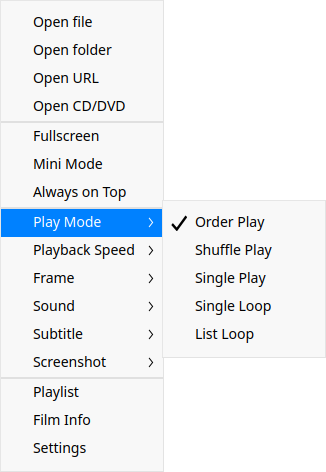 Open file
Open folder
Open URL
Open CD/DVD
Fullscreen
Mini Mode
Always on Top
Play Mode
Playback Speed
Frame
Sound
Subtitle
Screenshot
Playlist
Film Info
Settings
Order Play
Shuffle Play
Single Play
Single Loop
List Loop